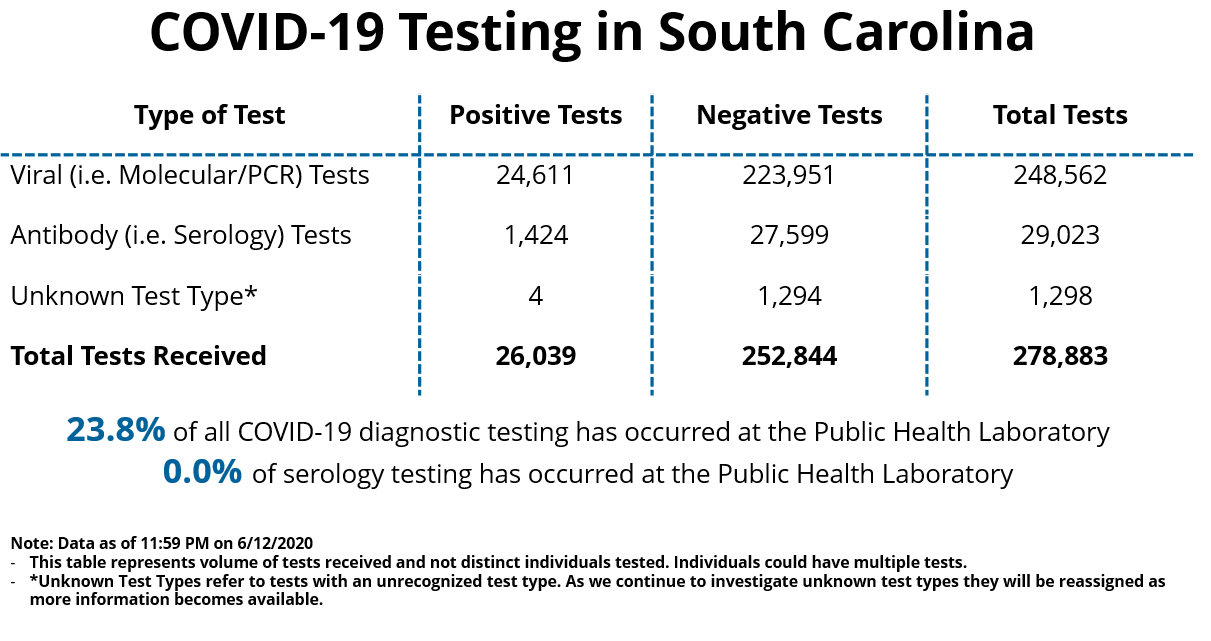 COVID-19 Testing in South Carolina
Type of Test Positive Tests Negative Tests Total Tests
Viral (i.e. Molecular/PCR) Tests 24,611 223,951 248,562
Antibody (i.e. Serology) Tests 1,424 27,599 29,023
Unknown Test Type* 4 1,294 1,298
Total Tests Received 26,039 252,844 278,883
23.8% of all COVID-19 diagnostic testing has occurred at the Public Health Laboratory
0.0% of serology testing has occurred at the Public Health Laboratory
Note: Data as of 11:59 PM on 6/12/2020
- This table represents volume of tests received and not distinct individuals tested. Individuals could have multiple tests.
- *Unknown Test Types refer to tests with an unrecognized test type. As we continue to investigate unknown test types they will be reassigned as
more information becomes available.